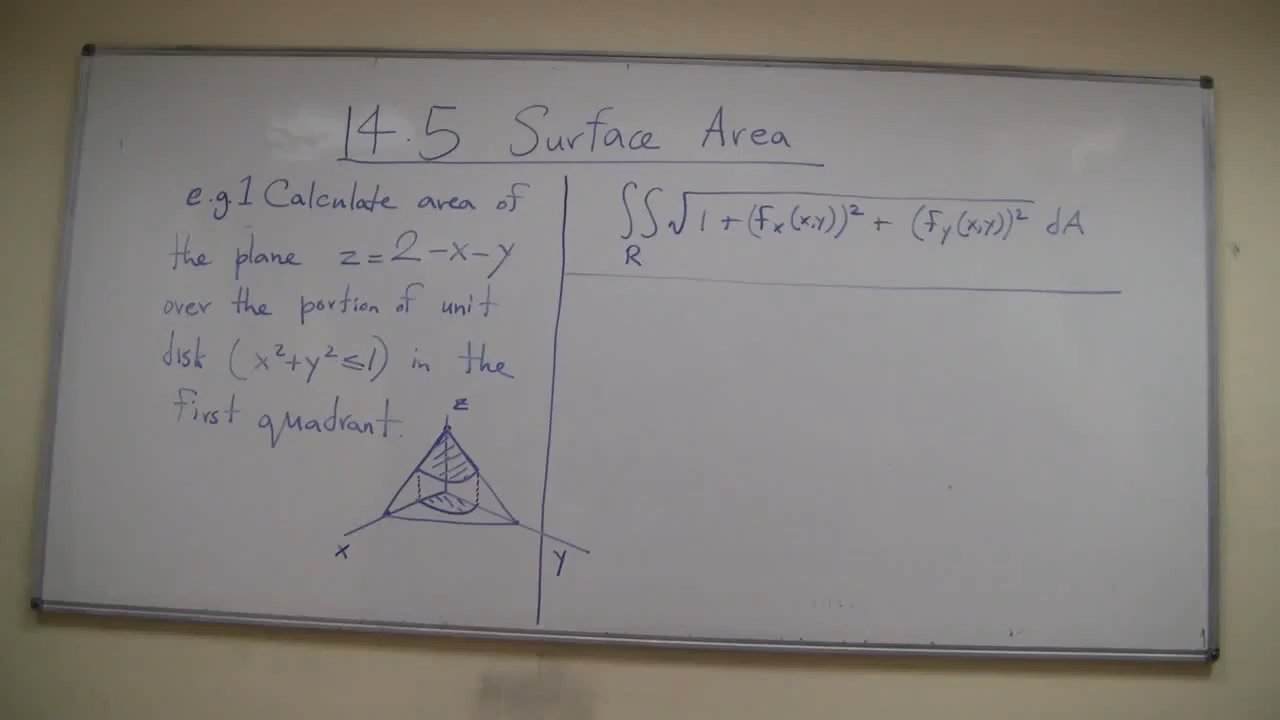 14.5 Surface Area
e.g 1 Calculate area of
the plane z = 2 - x - y
over the portion of unit
disk (x² + y² ≤ 1) in the
first quadrant.
z
x
y
∬ √1 + (fx(x,y))² + (fy(x,y))² dA
R